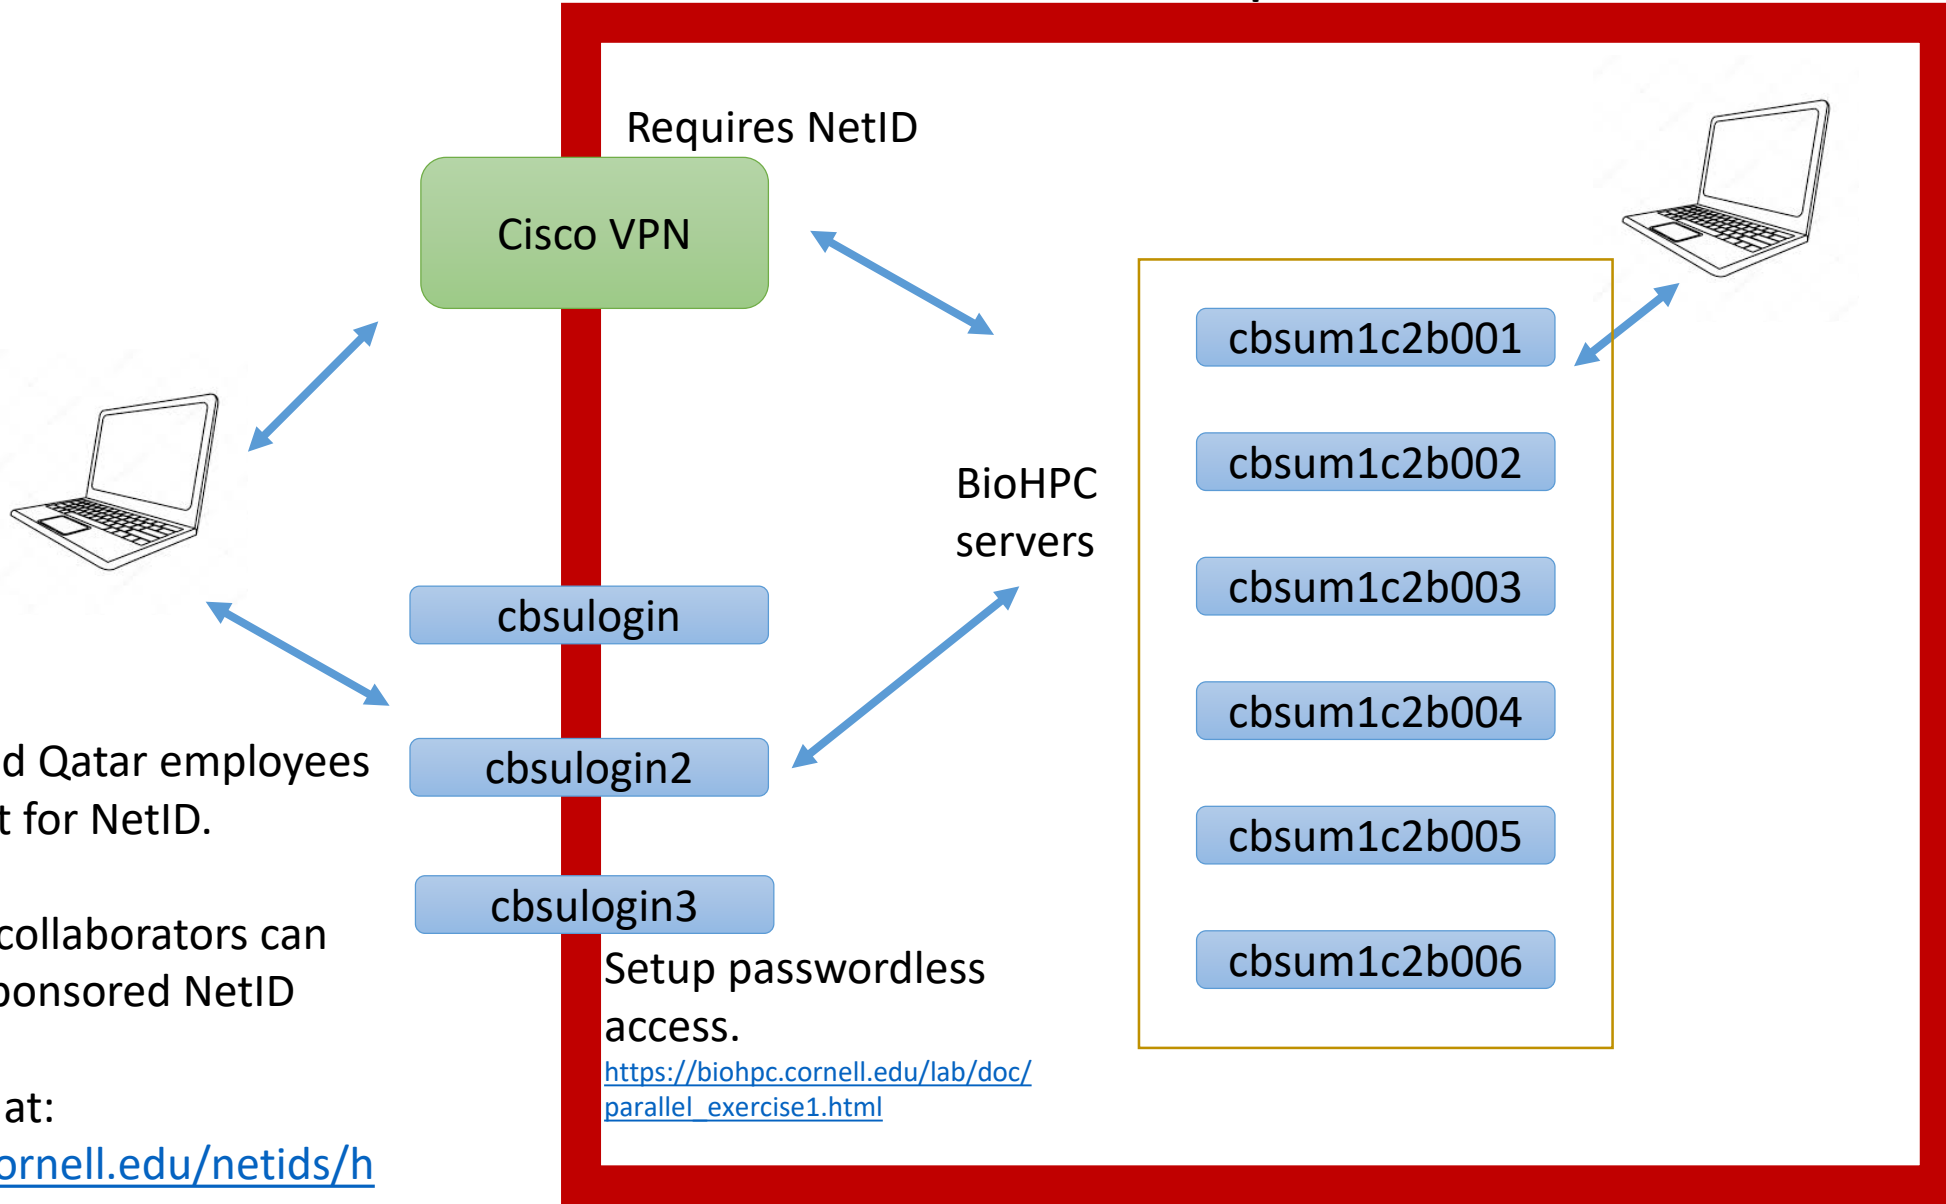 Requires NetID
Cisco VPN
cbsum1c2b001
cbsum1c2b002
BioHPC
servers
cbsum1c2b003
cbsulogin
cbsum1c2b004
cbsulogin2
d Qatar employees
t for NetID.
cbsum1c2b005
cbsulogin3
collaborators can
ponsored NetID
cbsum1c2b006
Setup passwordless
access.
https://biohpc.cornell.edu/lab/doc/
parallel_exercise1.html
at:
ornell.edu/netids/h